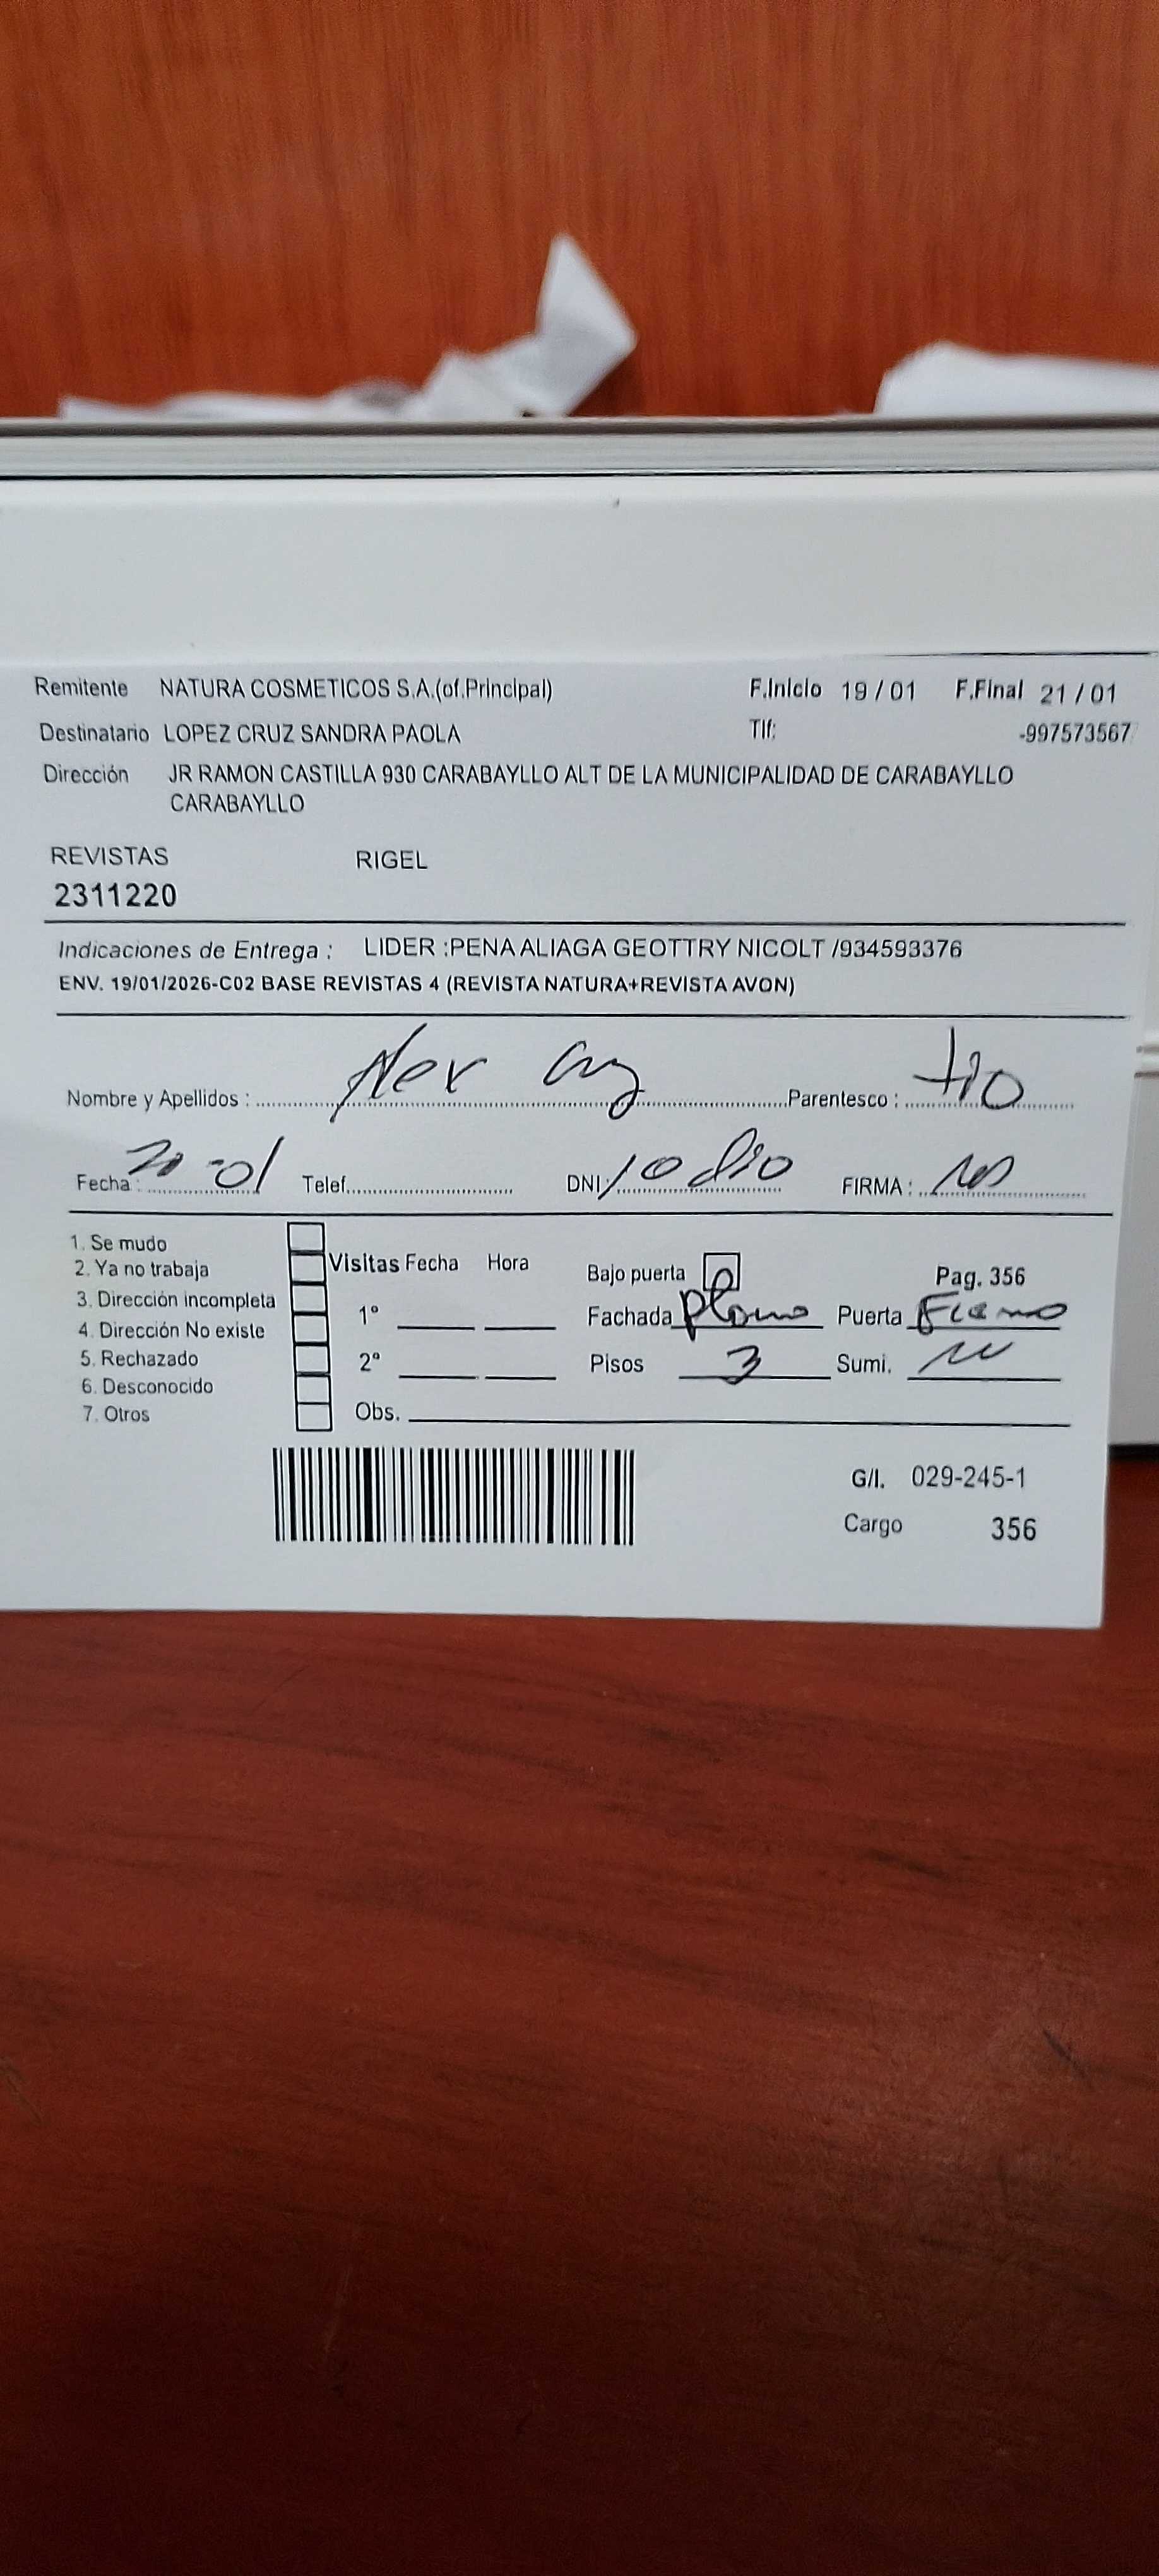 Remitente NATURA COSMETICOS S.A.(of.Principal) F.Inicio 19 / 01 F.Final 21 / 01
Destinatario LOPEZ CRUZ SANDRA PAOLA Tlf: -997573567
Dirección JR RAMON CASTILLA 930 CARABAYLLO ALT DE LA MUNICIPALIDAD DE CARABAYLLO
CARABAYLLO
REVISTAS RIGEL
2311220
Indicaciones de Entrega : LIDER :PENA ALIAGA GEOTTRY NICOLT /934593376
ENV. 19/01/2026-C02 BASE REVISTAS 4 (REVISTA NATURA+REVISTA AVON)
Nombre y Apellidos : Parentesco : tio
Fecha : 20-01 Telef. DNI: FIRMA :
1. Se mudo
2. Ya no trabaja
3. Dirección incompleta
4. Dirección No existe
5. Rechazado
6. Desconocido
7. Otros
Visitas Fecha Hora
1º
2º
Obs.
Bajo puerta Pag. 356
Fachada plomo Puerta
Pisos 3 Sumi.
G/I. 029-245-1
Cargo 356